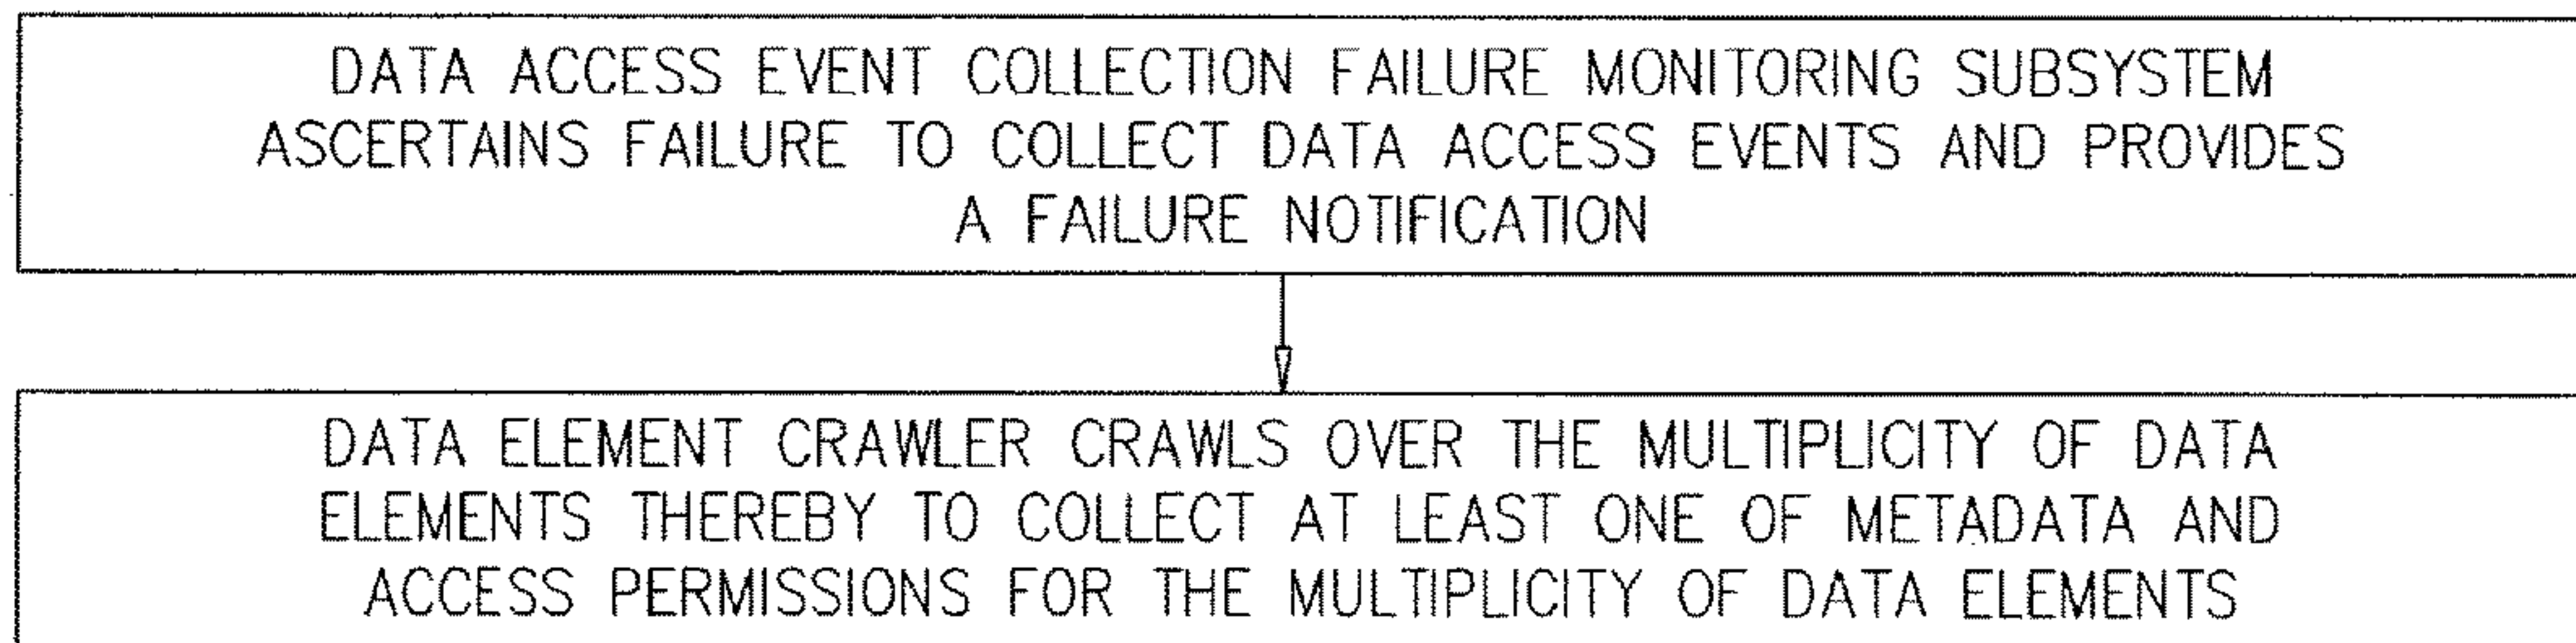 DATA ACCESS EVENT COLLECTION FAILURE MONITORING SUBSYSTEM
ASCERTAINS FAILURE TO COLLECT DATA ACCESS EVENTS AND PROVIDES
A FAILURE NOTIFICATION
DATA ELEMENT CRAWLER CRAWLS OVER THE MULTIPLICITY OF DATA
ELEMENTS THEREBY TO COLLECT AT LEAST ONE OF METADATA AND
ACCESS PERMISSIONS FOR THE MULTIPLICITY OF DATA ELEMENTS